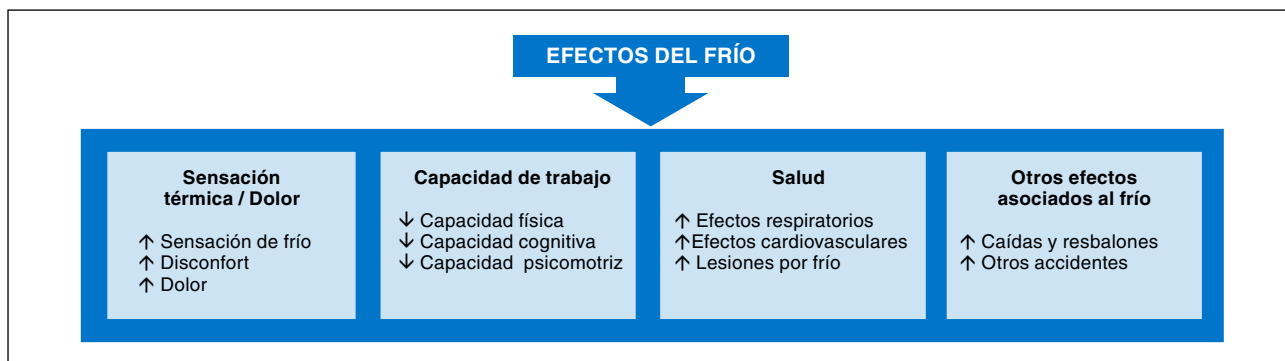 EFECTOS DEL FRÍO
Sensación
térmica / Dolor
↑ Sensación de frío
↑ Disconfort
↑ Dolor
Capacidad de trabajo
↓ Capacidad física
↓ Capacidad cognitiva
↓ Capacidad psicomotriz
Salud
↑ Efectos respiratorios
↑Efectos cardiovasculares
↑ Lesiones por frío
Otros efectos
asociados al frío
↑ Caídas y resbalones
↑ Otros accidentes